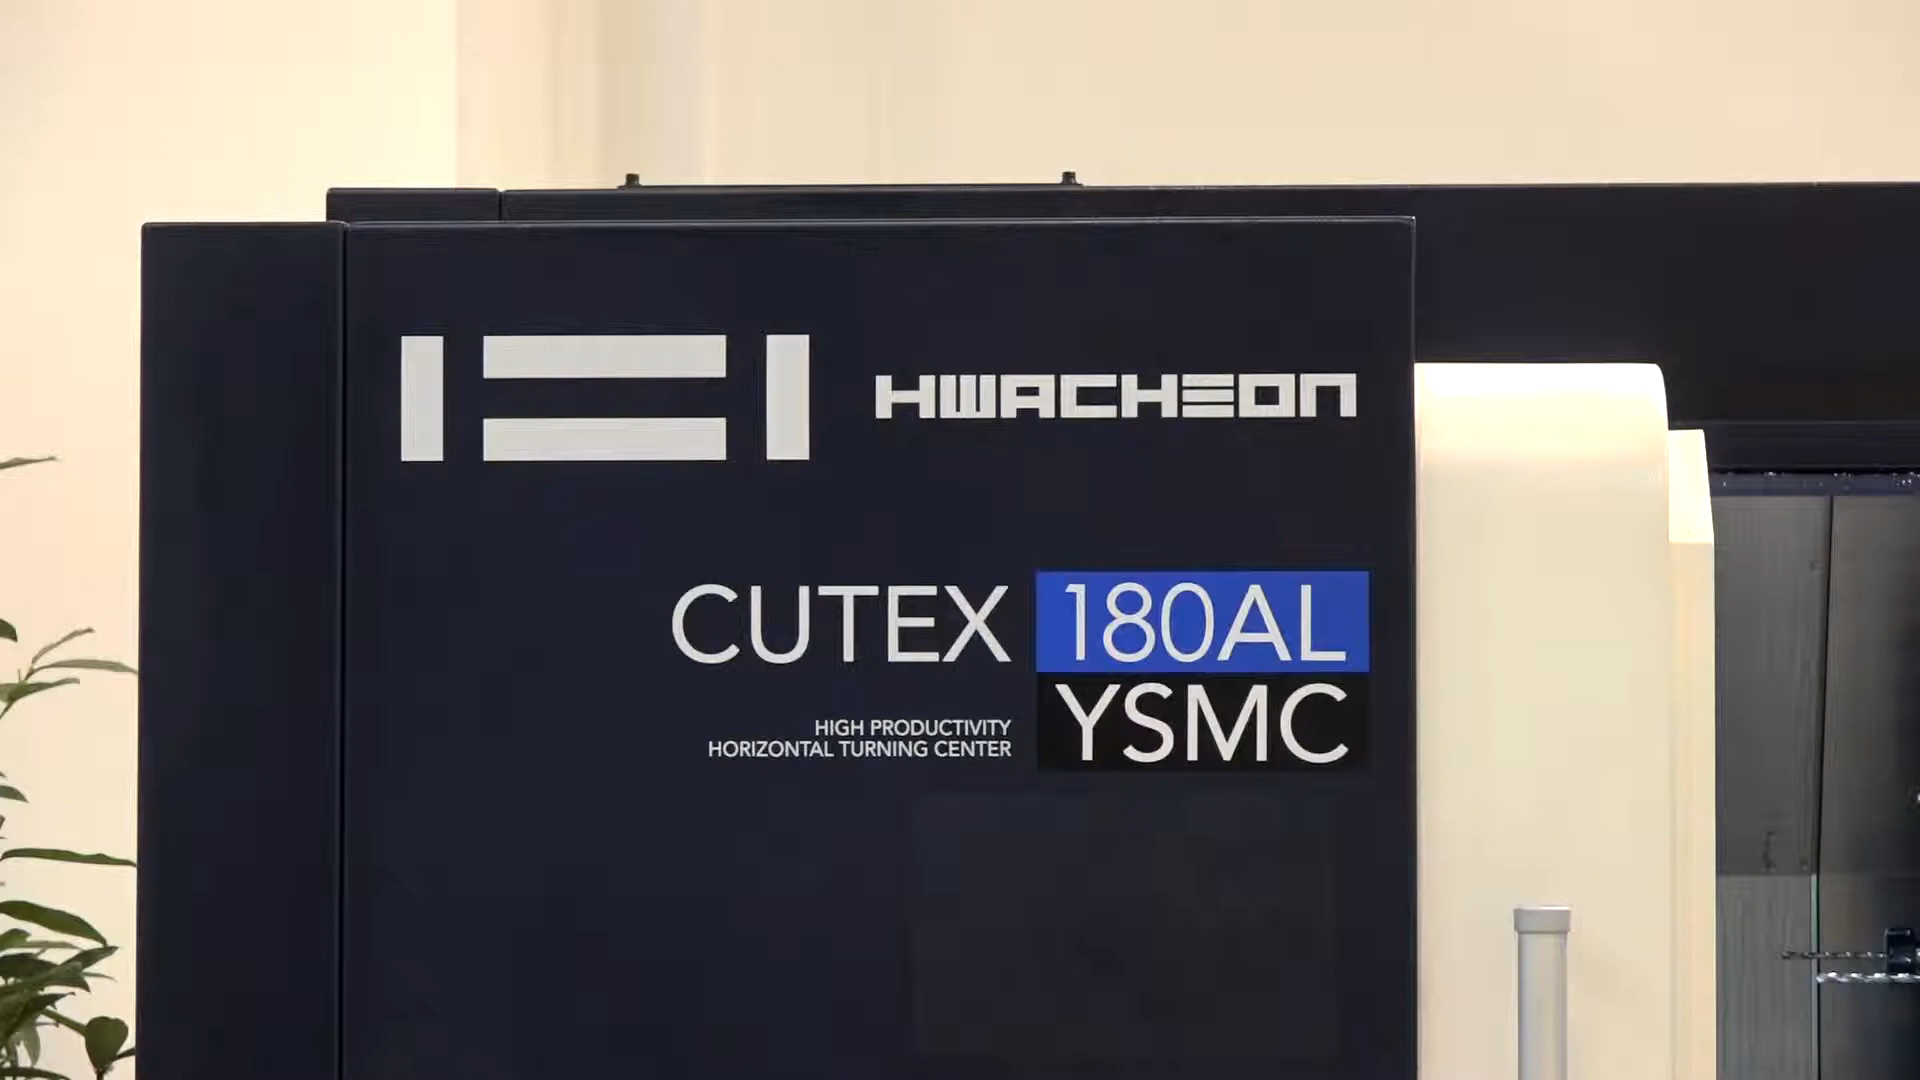 HWACHEON
CUTEX 180AL
YSMC
HIGH PRODUCTIVITY
HORIZONTAL TURNING CENTER